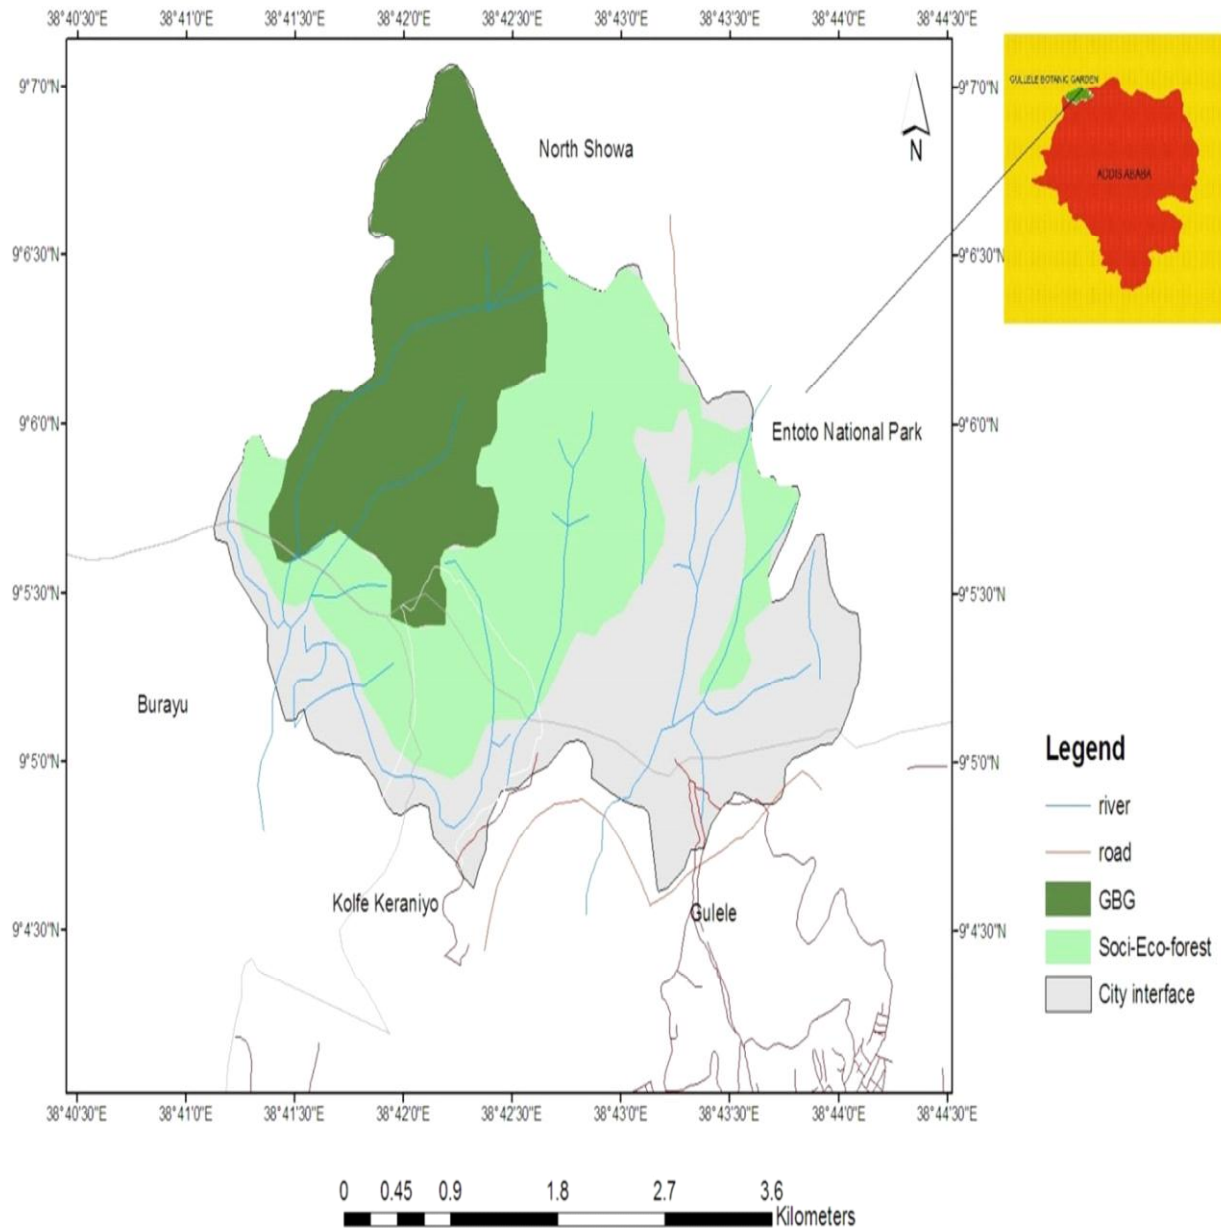 38°40'30"E 38°41'0"E 38°41'30"E 38°42'0"E 38°42'30"E 38°43'0"E 38°43'30"E 38°44'0"E 38°44'30"E
9°7'0"N
9°7'0"N
GULLELE BOTANIC GARDEN
North Showa
N
ADDIS ABABA
9°6'30"N
9°6'30"N
9°6'0"N
9°6'0"N
Entoto National Park
9°5'30"N
9°5'30"N
Burayu
9°5'0"N
9°5'0"N
Legend
river
road
GBG
Soci-Eco-forest
City interface
Kolfe Keraniyo
Gulele
9°4'30"N
9°4'30"N
38°40'30"E 38°41'0"E 38°41'30"E 38°42'0"E 38°42'30"E 38°43'0"E 38°43'30"E 38°44'0"E 38°44'30"E
0 0.45 0.9 1.8 2.7 3.6
Kilometers